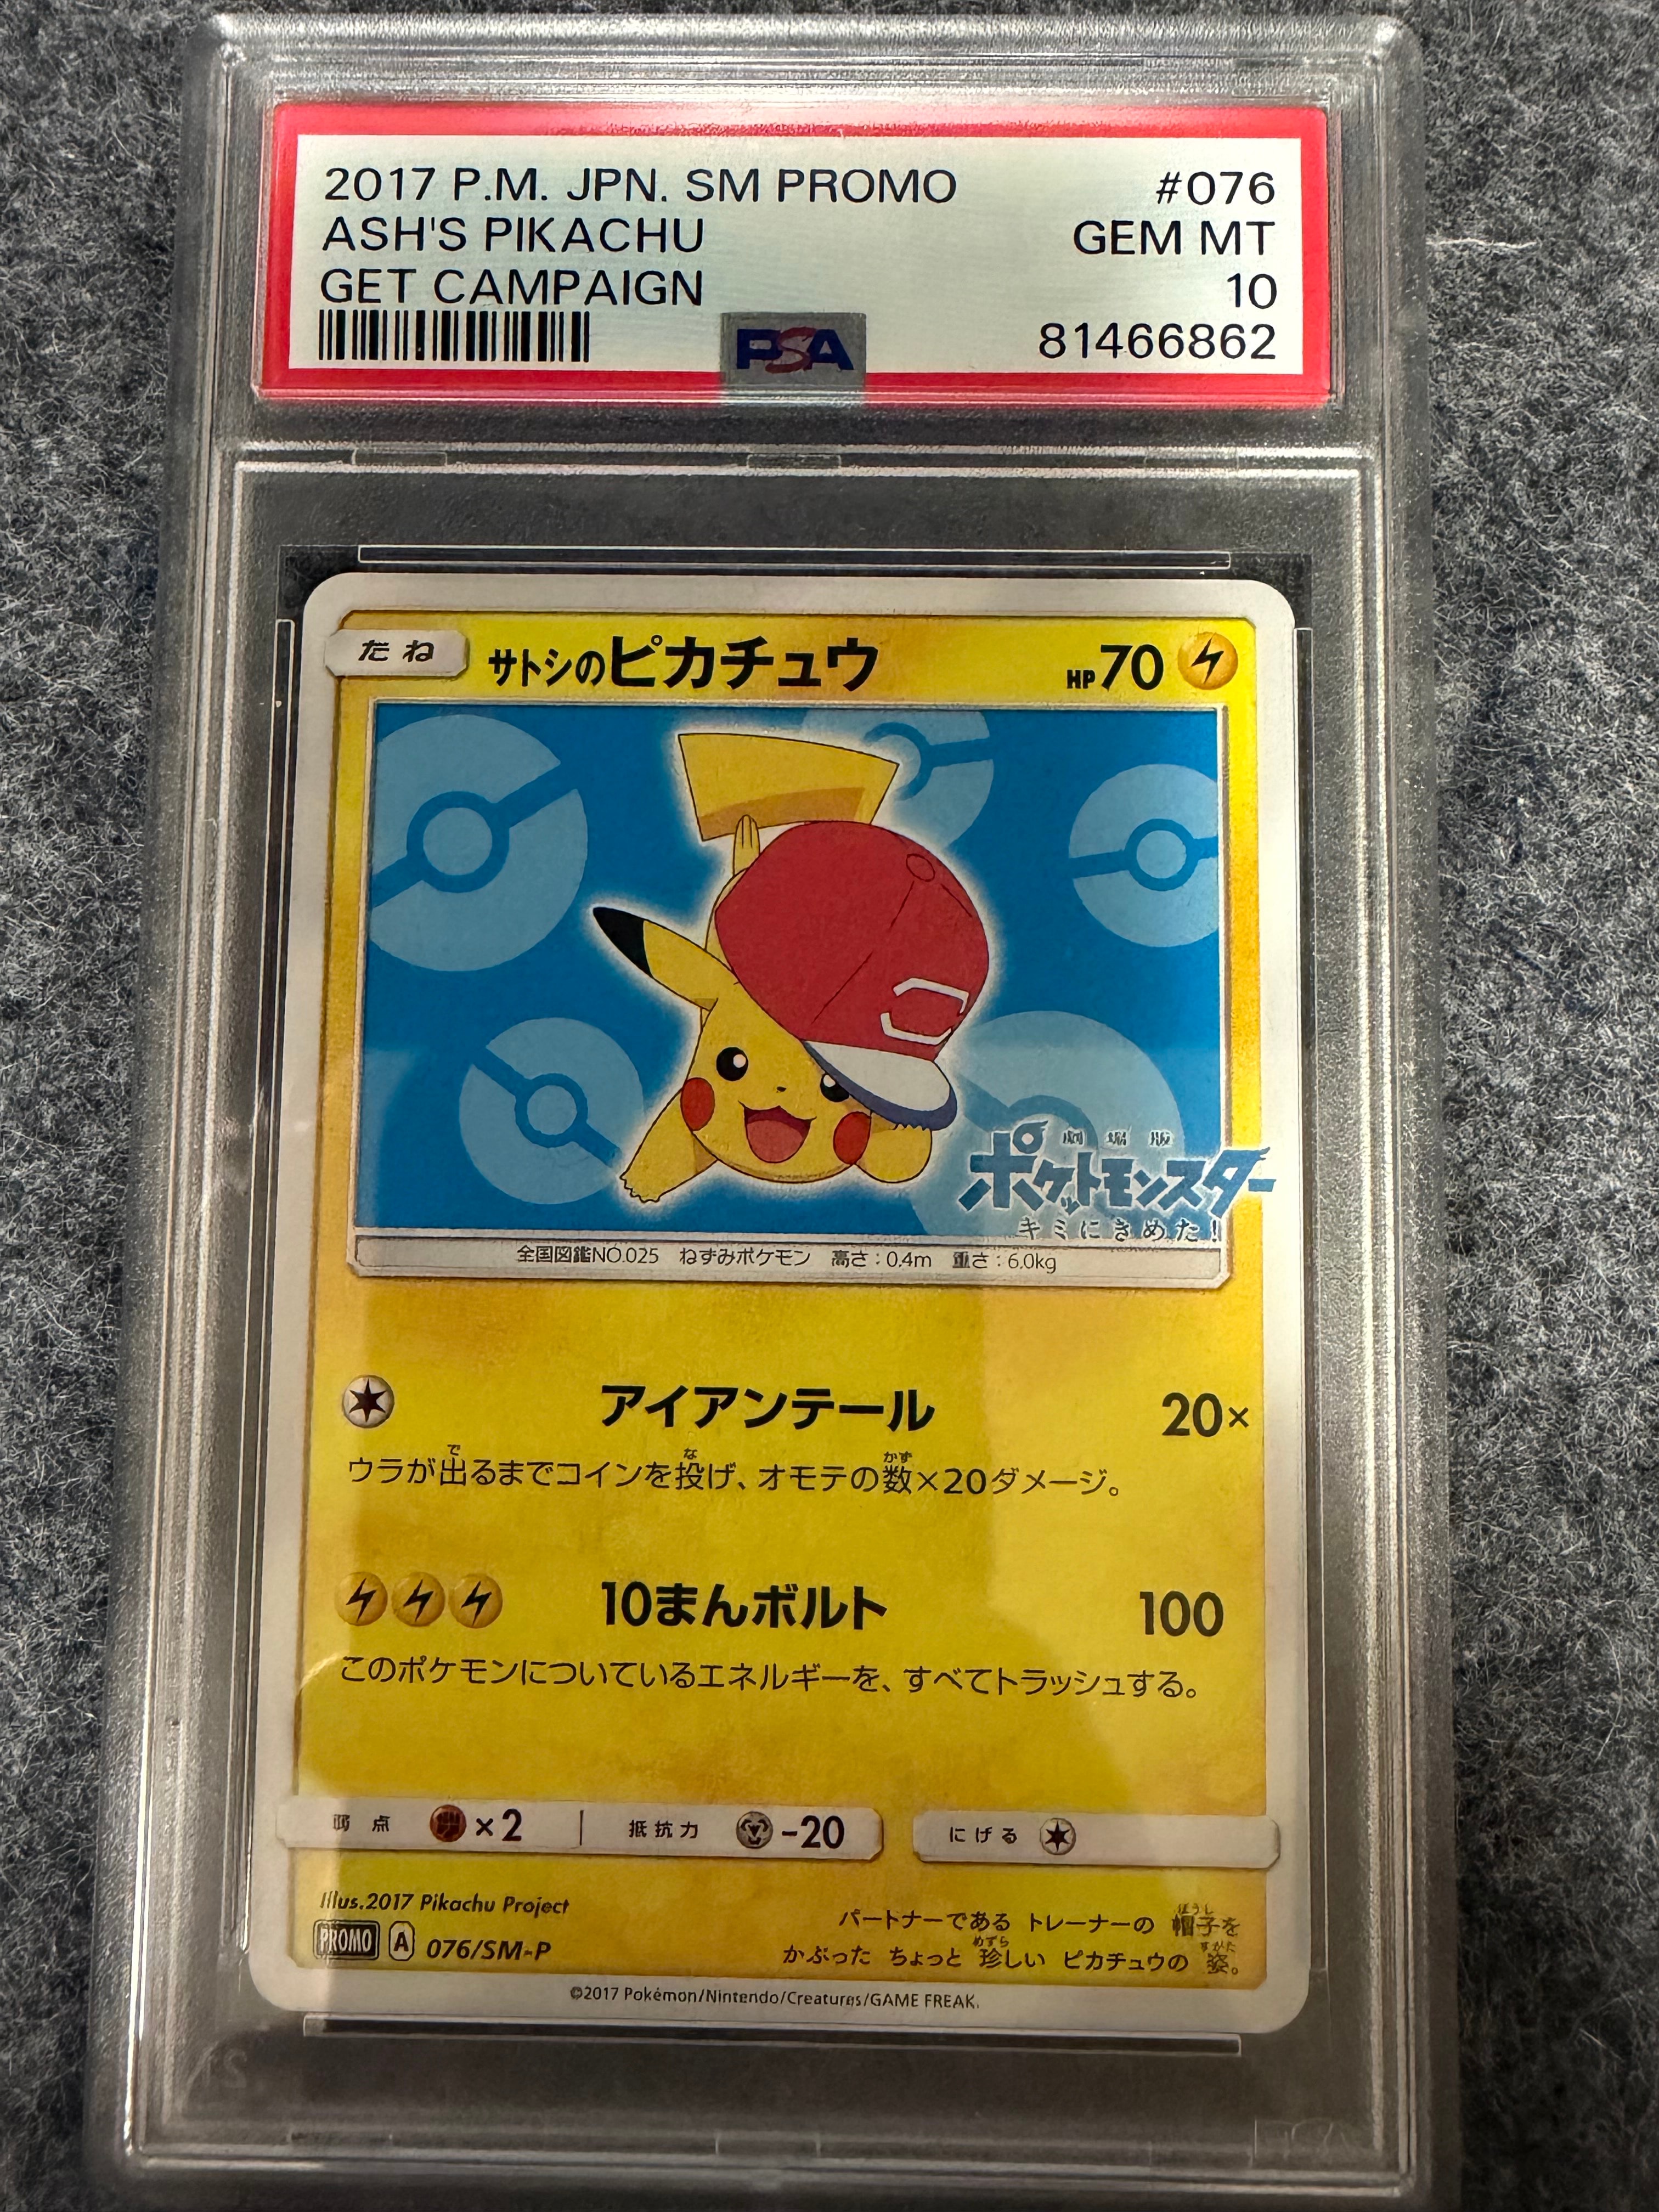 2017 P.M. JPN. SM PROMO #076
ASH'S PIKACHU GEM MT
GET CAMPAIGN 10
PSA 81466862
たね サトシのピカチュウ HP70
劇場版
ポケットモンスター
キミにきめた!
全国図鑑NO.025 ねずみポケモン 高さ:0.4m 重さ:6.0kg
アイアンテール 20×
ウラが出るまでコインを投げ、オモテの数×20ダメージ。
10まんボルト 100
このポケモンについているエネルギーを、すべてトラッシュする。
弱点 ×2 抵抗力 -20 にげる
Illus.2017 Pikachu Project
PROMO A 076/SM-P
パートナーである トレーナーの 帽子を
かぶった ちょっと 珍しい ピカチュウの 姿。
©2017 Pokémon/Nintendo/Creatures/GAME FREAK.